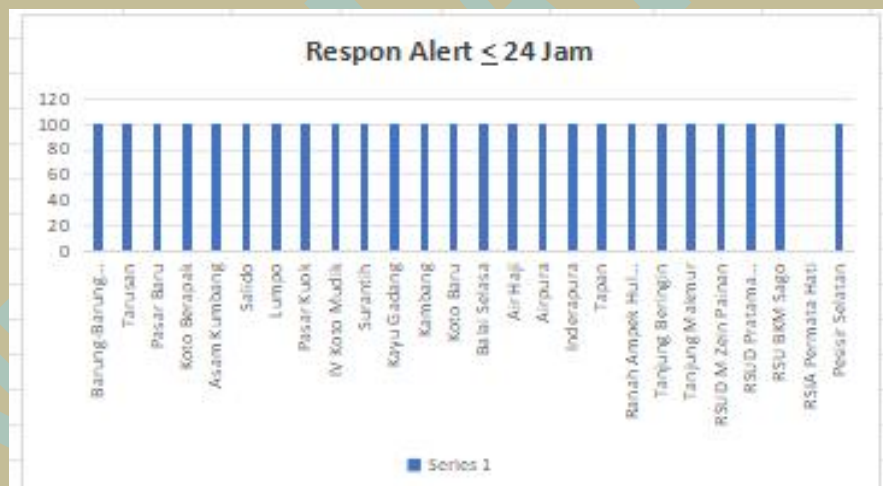 Respon Alert ≤ 24 Jam
120
100
80
60
40
20
0
Barung-Barung...
Tarusan
Pasar Baru
Koto Berapak
Asam Kumbang
Salido
Lumpo
Pasar Kuok
IV Koto Mudik
Surantih
Kayu Gadang
Kambang
Koto Baru
Balai Selasa
Air Haji
Airpura
Inderapura
Tapan
Ranah Ampek Hul...
Tanjung Beringin
Tanjung Makmur
RSUD M Zein Painan
RSUD Pratama...
RSU BKM Sago
RSIA Permata Hati
Pesisir Selatan
Series 1